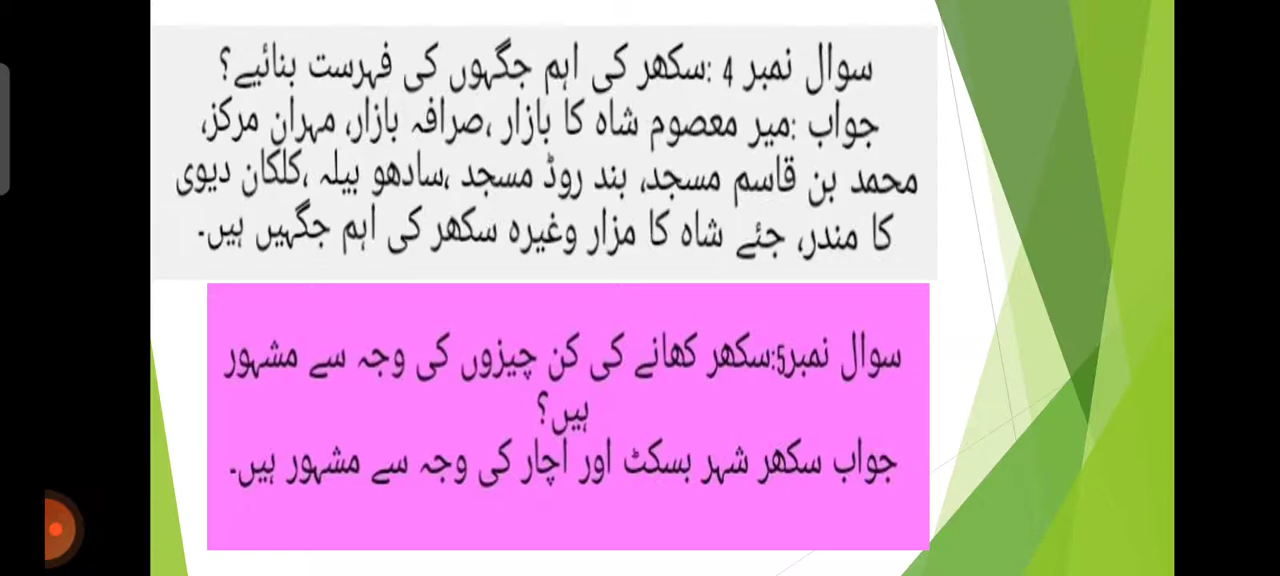 سوال نمبر 4 :سکھر کی اہم جگہوں کی فہرست بنائیے؟
جواب :میر معصوم شاہ کا بازار ،صرافہ بازار، مہران مرکز،
محمد بن قاسم مسجد، بند روڈ مسجد ،سادھو بیلہ ،کلکان دیوی
کا مندر، جئے شاہ کا مزار وغیرہ سکھر کی اہم جگہیں ہیں۔
سوال نمبر5:سکھر کھانے کی کن چیزوں کی وجہ سے مشہور
ہیں؟
جواب سکھر شہر بسکٹ اور اچار کی وجہ سے مشہور ہیں۔